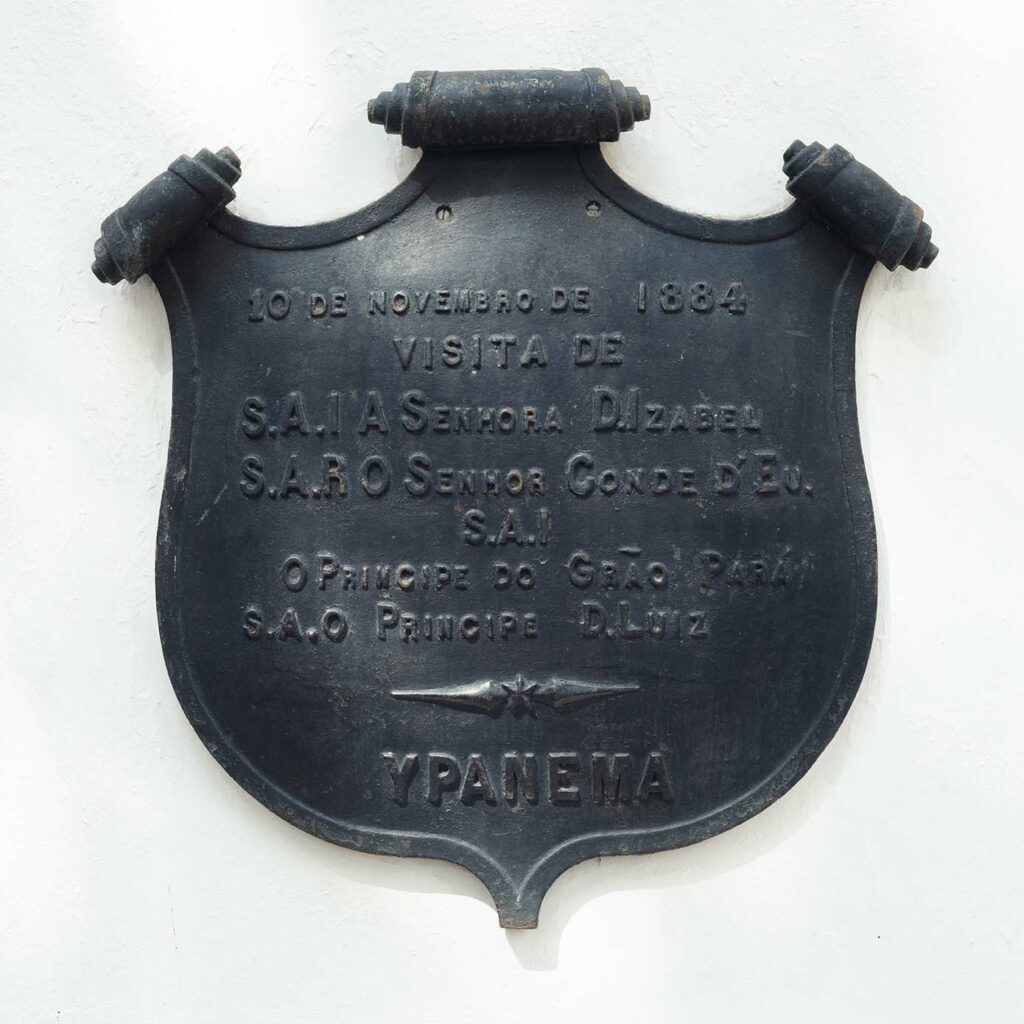 10 DE NOVEMBRO DE 1884
VISITA DE
S.A.I A SENHORA D.IZABEL
S.A.R O SENHOR CONDE D'EU.
S.A.I
O PRINCIPE DO GRÃO PARÁ
S.A.O PRINCIPE D.LUIZ
YPANEMA